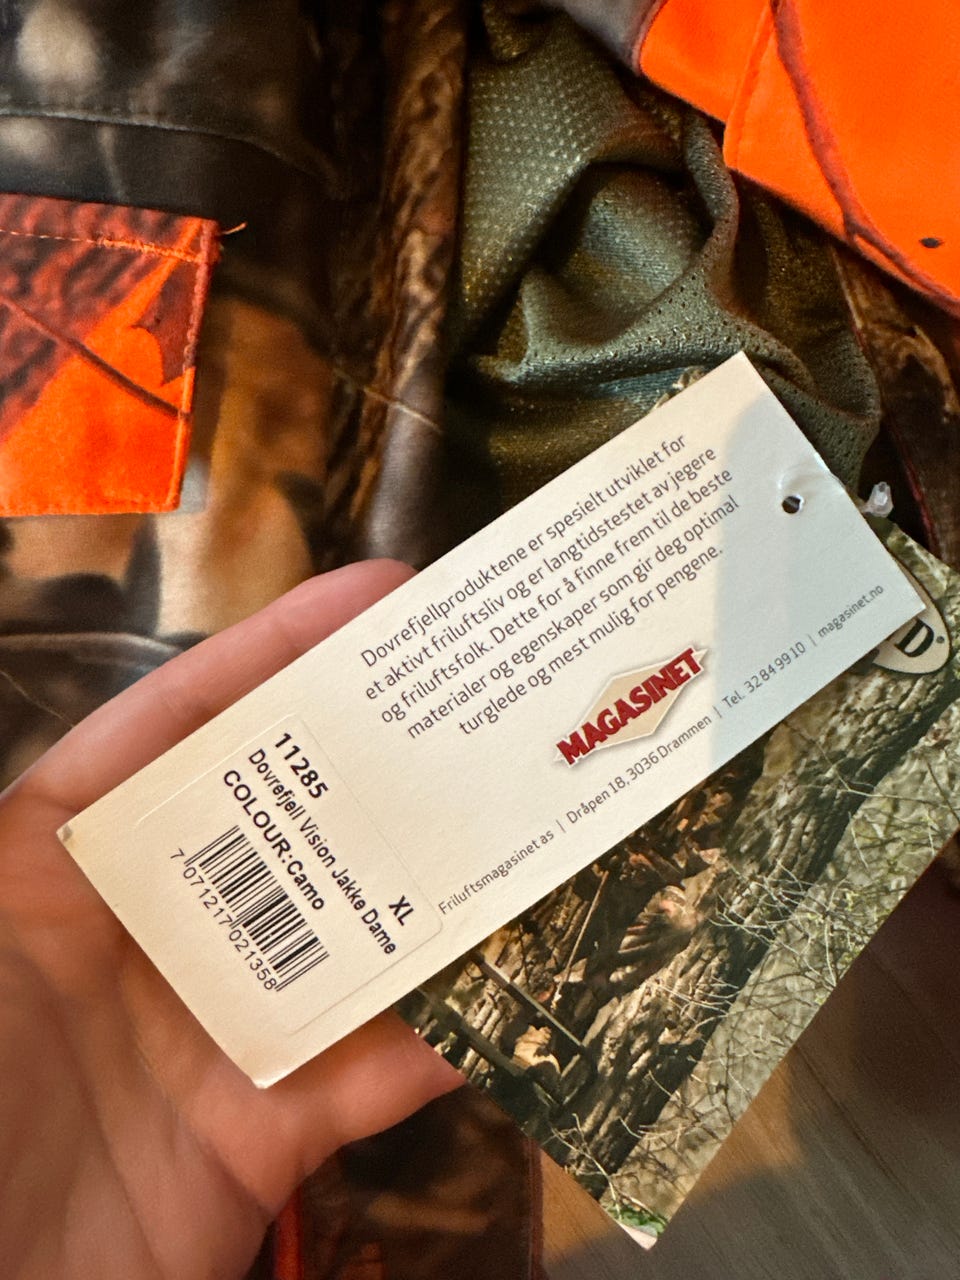 Dovrefjellproduktene er spesielt utviklet for
et aktivt friluftsliv og er langtidstestet av jegere
og friluftsfolk. Dette for å finne frem til de beste
materialer og egenskaper som gir deg optimal
turglede og mest mulig for pengene.
MAGASINET
Friluftsmagasinet as | Dråpen 18, 3036 Drammen | Tel. 32 84 99 10 | magasinet.no
11285
Dovrefjell Vision Jakke Dame
COLOUR:Camo
XL
7071217021358
D